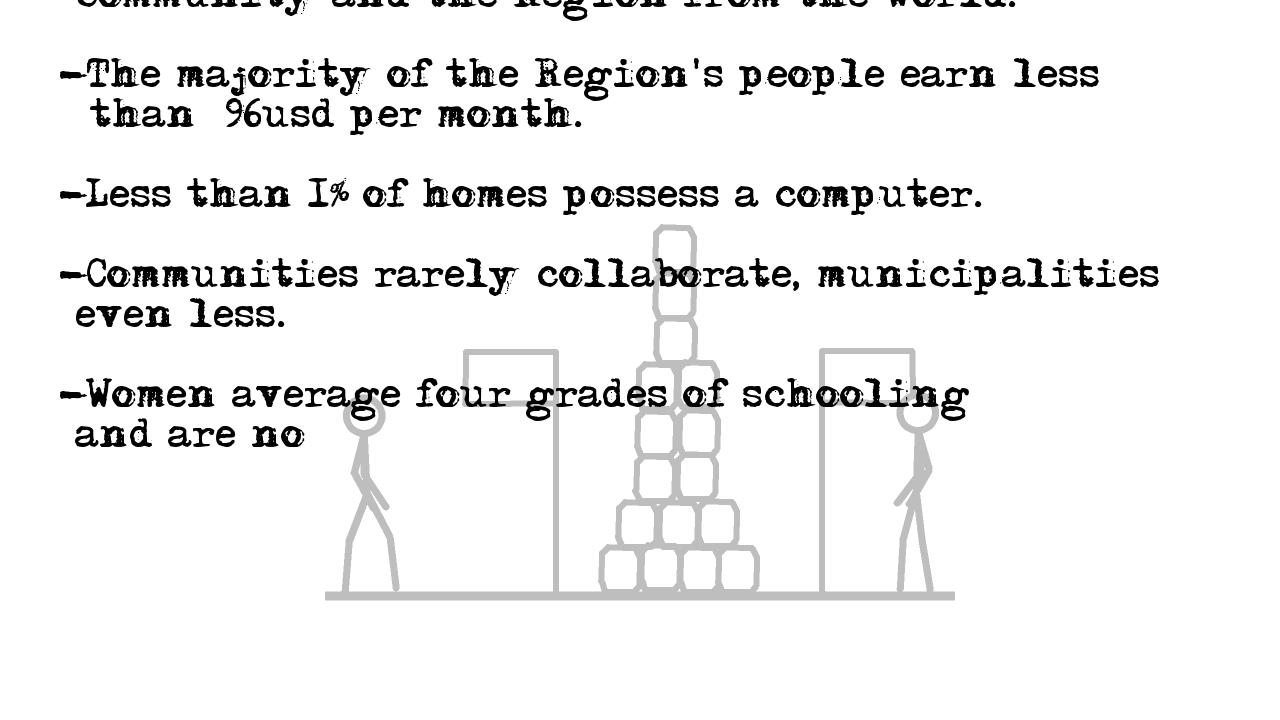 community and the Region from the world.
-The majority of the Region's people earn less
than 96usd per month.
-Less than 1% of homes possess a computer.
-Communities rarely collaborate, municipalities
even less.
-Women average four grades of schooling
and are no